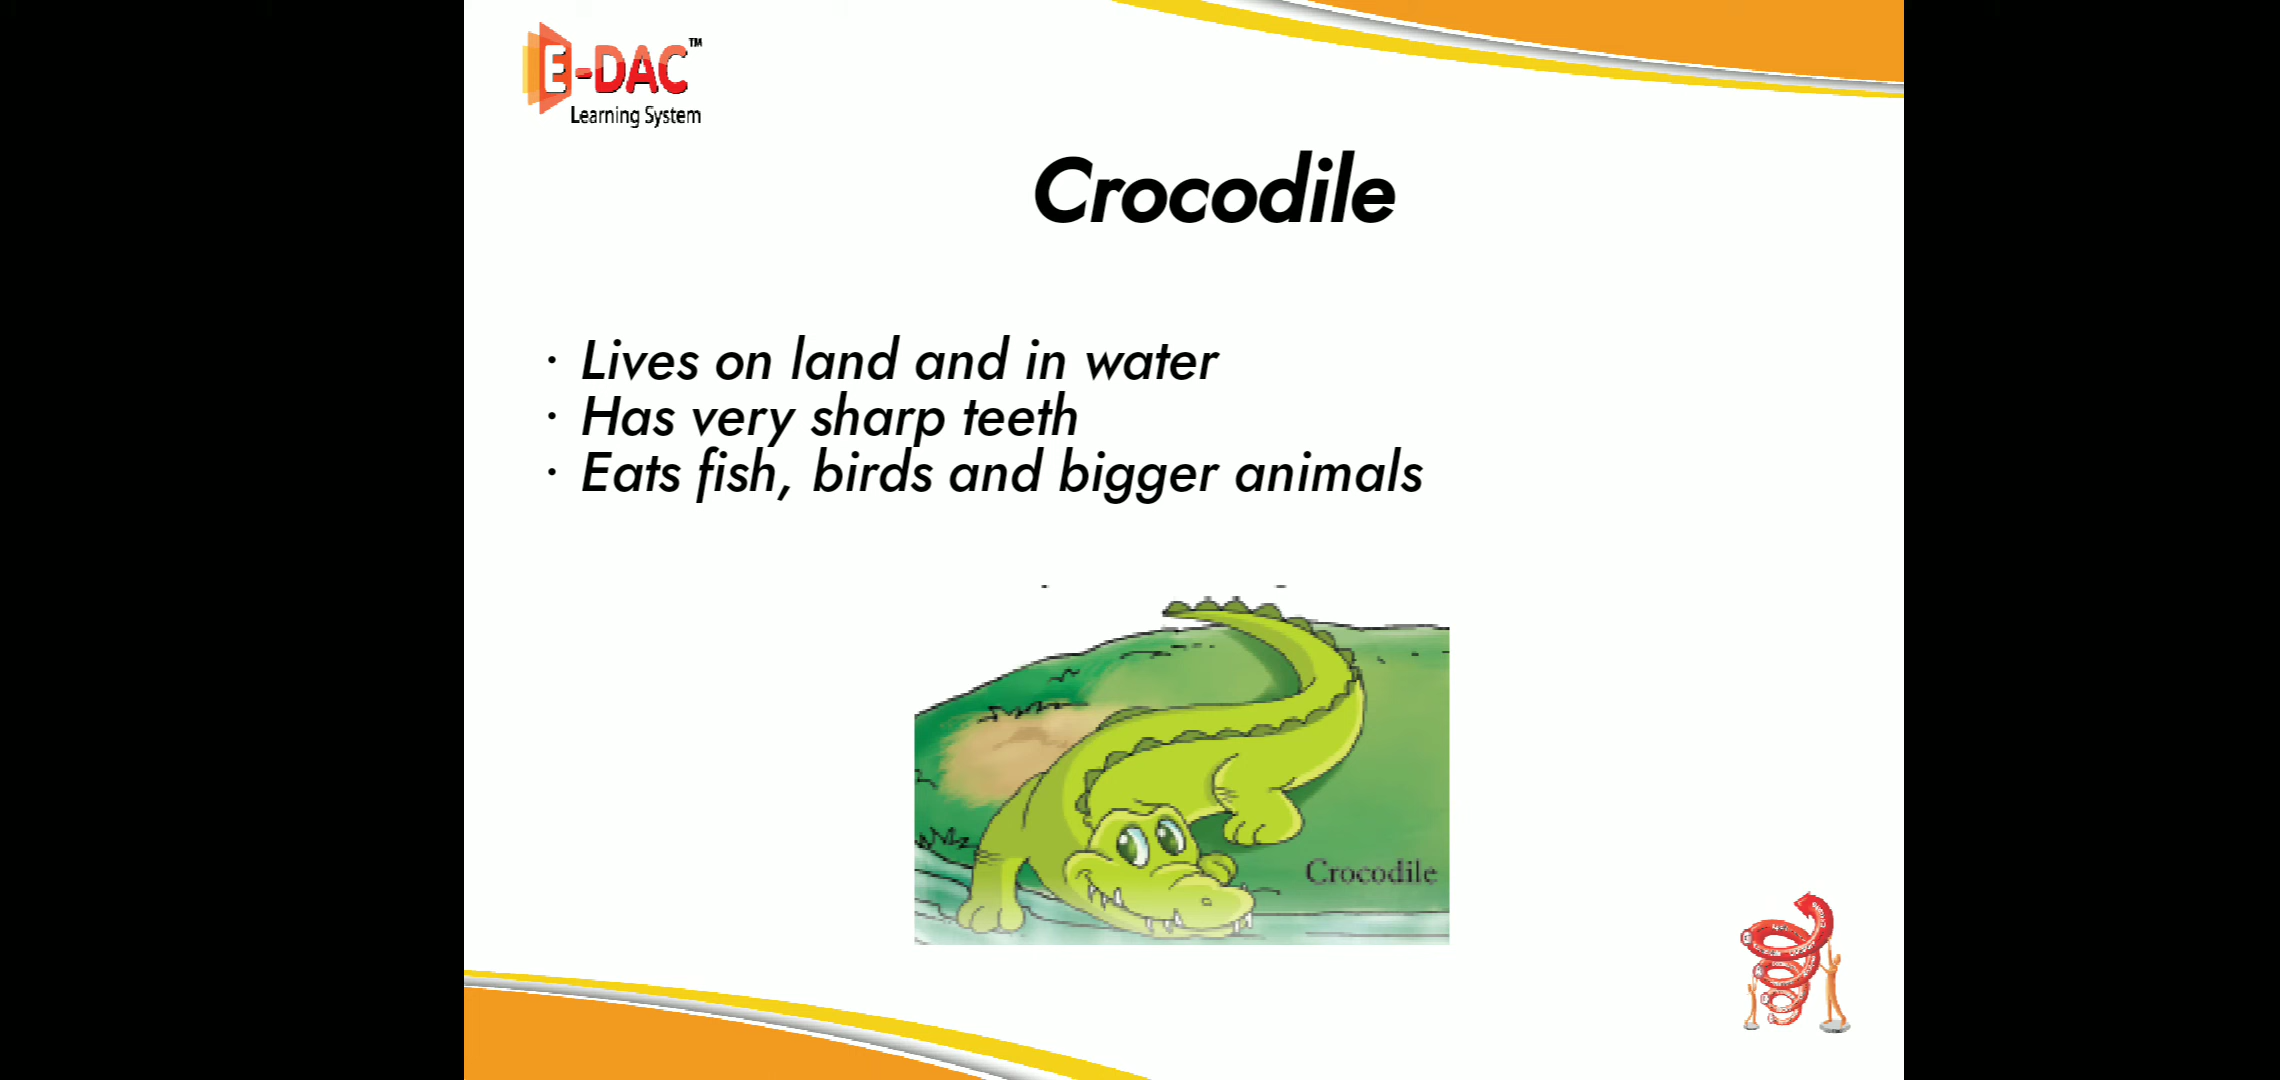 E-DAC™
Learning System
Crocodile
· Lives on land and in water
· Has very sharp teeth
· Eats fish, birds and bigger animals
Crocodile